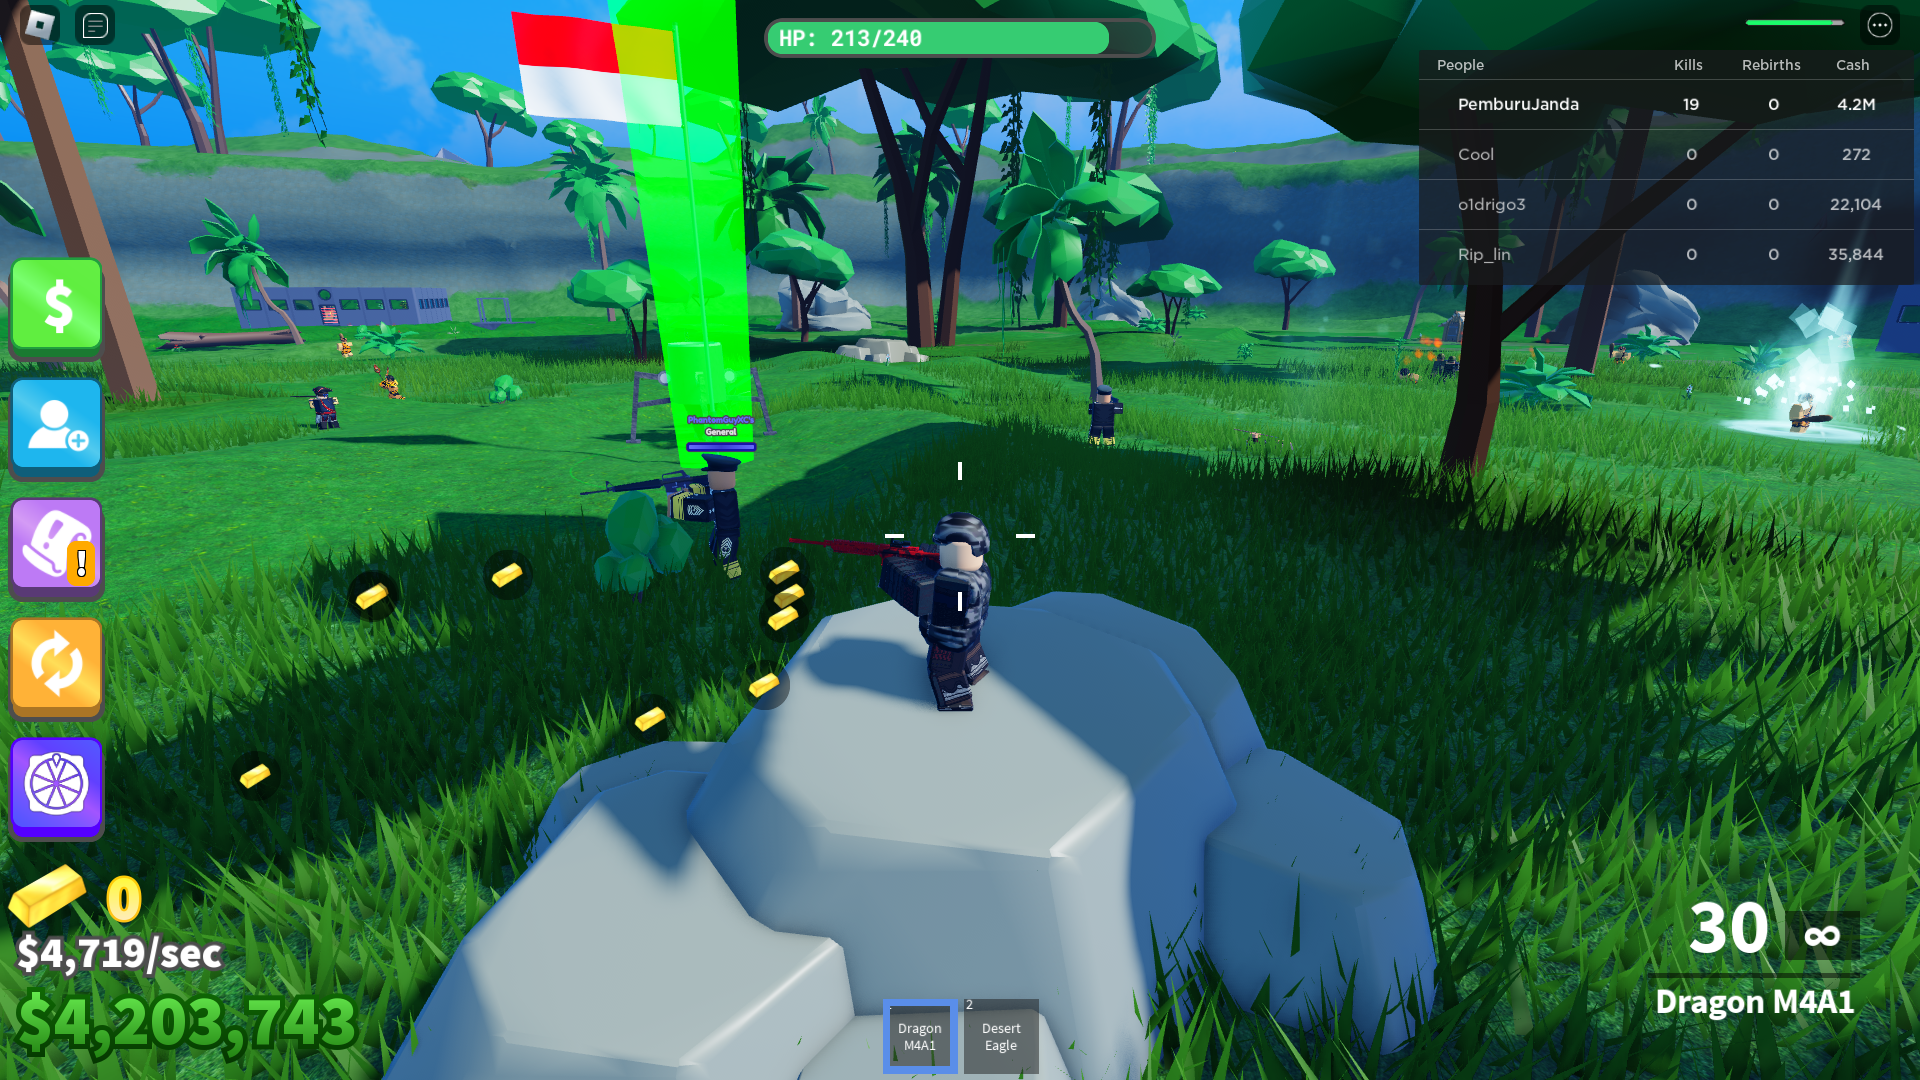 HP: 213/240
People Kills Rebirths Cash
PemburuJanda 19 0 4.2M
Cool 0 0 272
o1drigo3 0 0 22,104
Rip_lin 0 0 35,844
$
General
!
0
$4,719/sec
$4,203,743
30 ∞
Dragon M4A1
Dragon
M4A1
2
Desert
Eagle